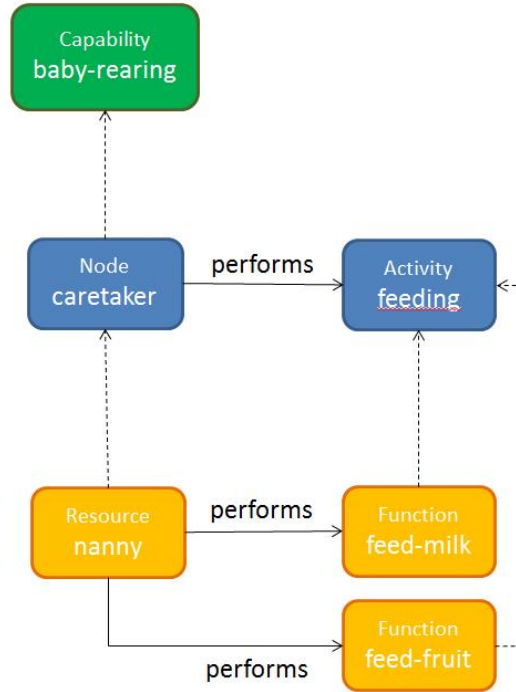 Capability
baby-rearing
Node
caretaker
performs
Activity
feeding
Resource
nanny
performs
Function
feed-milk
performs
Function
feed-fruit